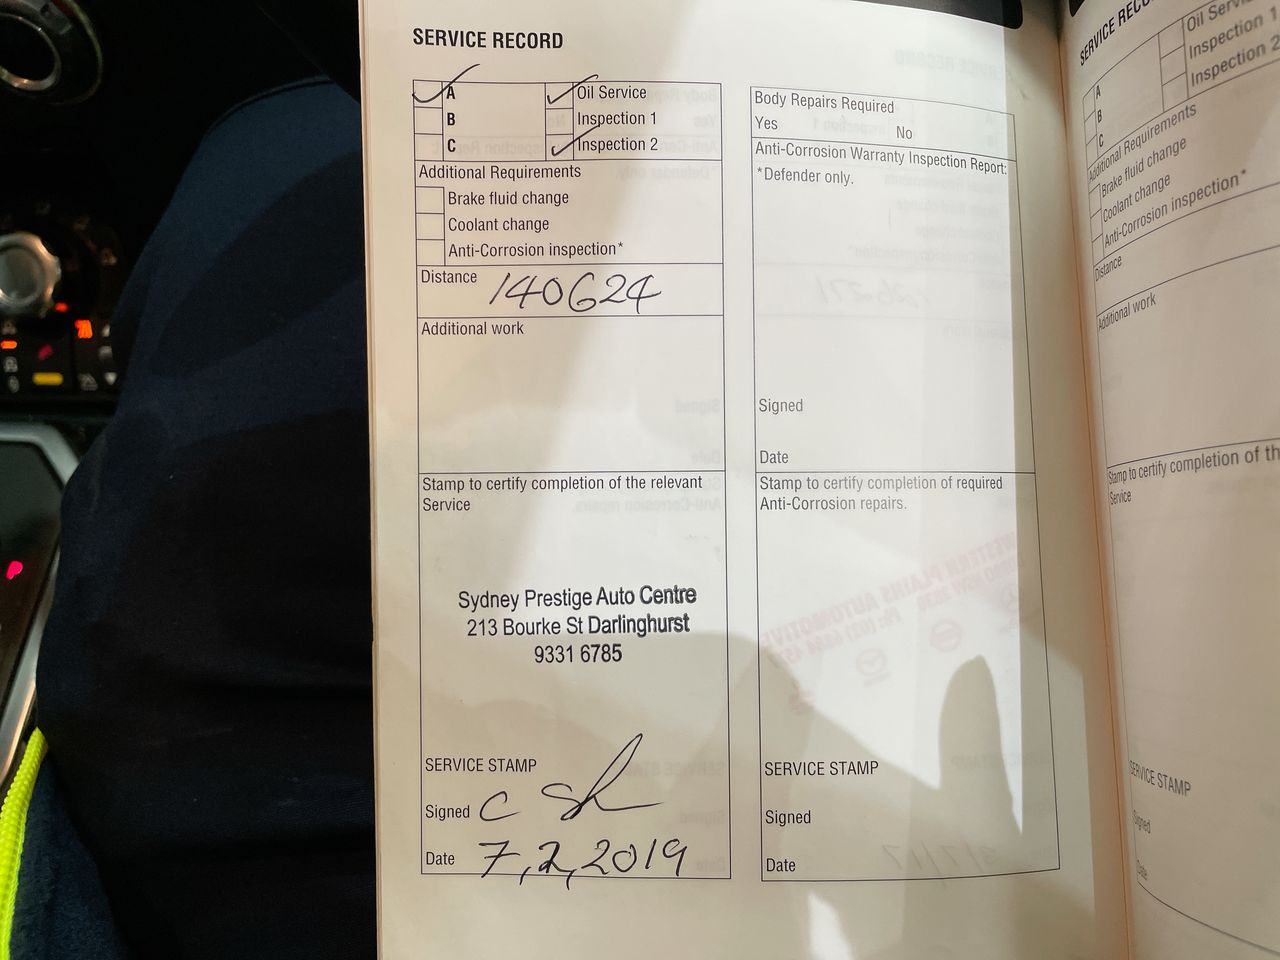 SERVICE RECORD
A
Oil Service
B
Inspection 1
C
Inspection 2
Additional Requirements
Brake fluid change
Coolant change
Anti-Corrosion inspection*
Distance 140624
Additional work
Stamp to certify completion of the relevant
Service
Sydney Prestige Auto Centre
213 Bourke St Darlinghurst
9331 6785
SERVICE STAMP
Signed
Date 7,2,2019
Body Repairs Required
Yes No
Anti-Corrosion Warranty Inspection Report:
*Defender only.
Signed
Date
Stamp to certify completion of required
Anti-Corrosion repairs.
SERVICE STAMP
Signed
Date
SERVICE
A
Oil
B
Inspection 1
C
Inspection 2
Additional Requirements
Brake fluid change
Coolant change
Anti-Corrosion inspection*
Distance
Additional work
Stamp to certify completion of
Service
SERVICE STAMP
Signed
Date